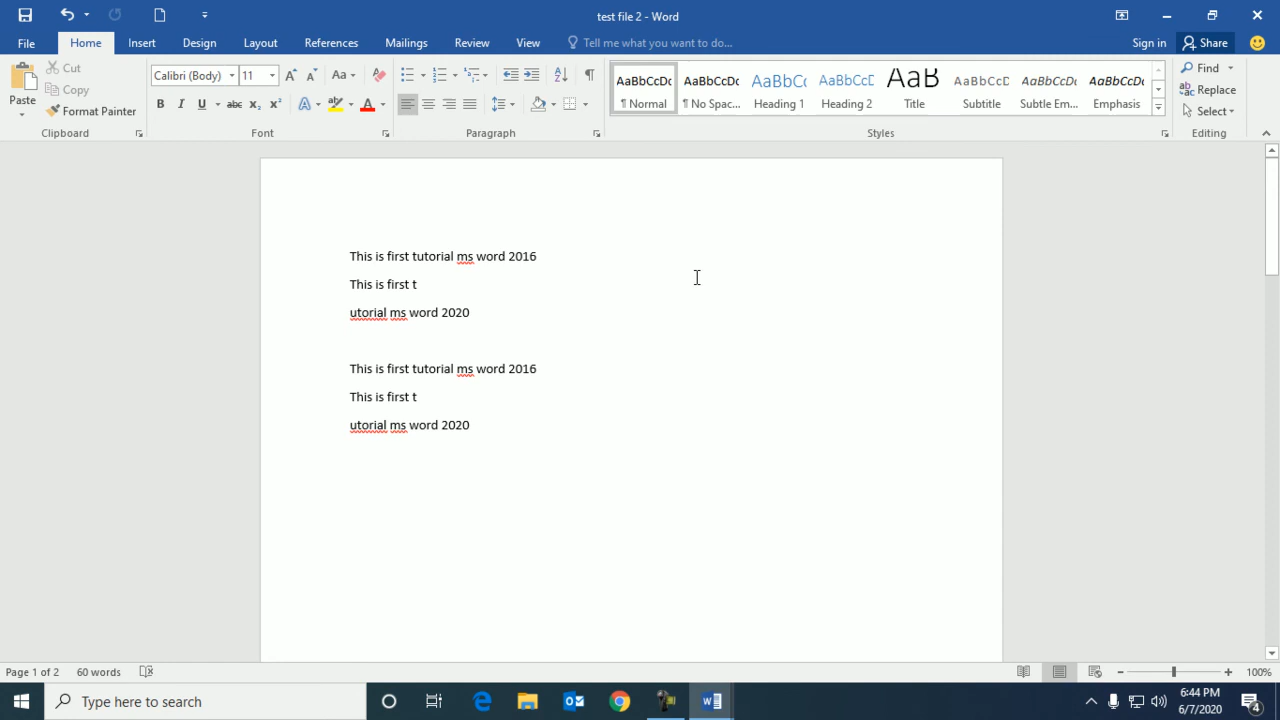 test file 2 - Word
File Home Insert Design Layout References Mailings Review View Tell me what you want to do... Sign in Share
Cut
Copy
Paste
Format Painter
Clipboard
Calibri (Body) 11
Font
Paragraph
AaBbCcDc AaBbCcDc AaBbCc AaBbCcD AaB AaBbCcD AaBbCcDc AaBbCcDc
¶ Normal ¶ No Spac... Heading Heading 2 Title Subtitle Subtle Em... Emphasis
Styles
Find
Replace
Select
Editing
This is first tutorial ms word 2016
This is first t
utorial ms word 2020
This is first tutorial ms word 2016
This is first t
utorial ms word 2020
Page 1 of 2 60 words 100%
Type here to search
6:44 PM
6/7/2020
4